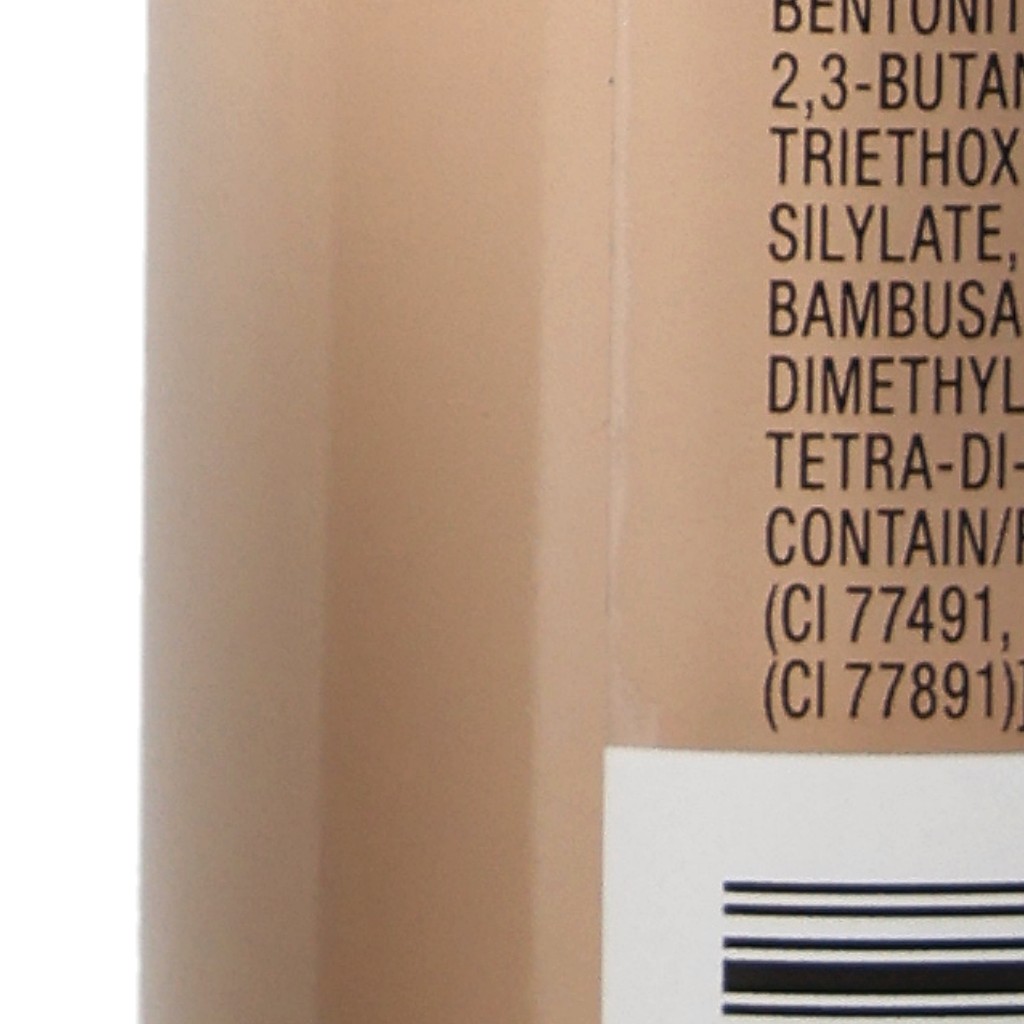 BENTONIT
2,3-BUTAN
TRIETHOX
SILYLATE,
BAMBUSA
DIMETHYL
TETRA-DI-
CONTAIN/
(CI 77491,
(CI 77891)]